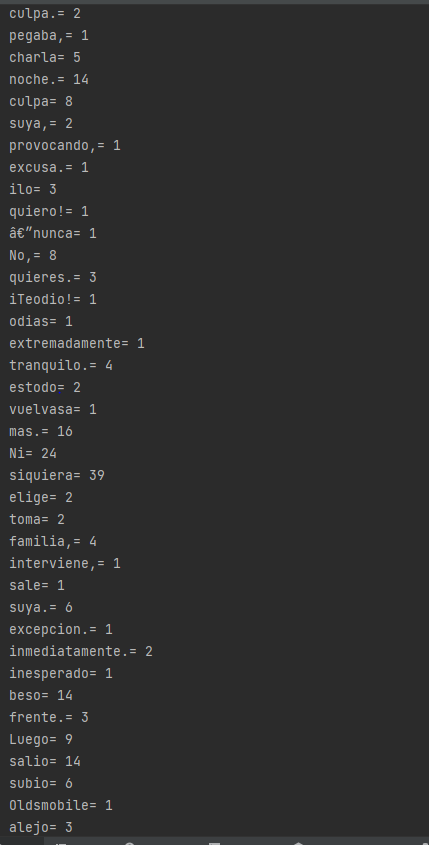 culpa.= 2
pegaba,= 1
charla= 5
noche.= 14
culpa= 8
suya,= 2
provocando,= 1
excusa.= 1
ilo= 3
quiero!= 1
â€”nunca= 1
No,= 8
quieres.= 3
iTeodio!= 1
odias= 1
extremadamente= 1
tranquilo.= 4
estodo= 2
vuelvasa= 1
mas.= 16
Ni= 24
siquiera= 39
elige= 2
toma= 2
familia,= 4
interviene,= 1
sale= 1
suya.= 6
excepcion.= 1
inmediatamente.= 2
inesperado= 1
beso= 14
frente.= 3
Luego= 9
salio= 14
subio= 6
Oldsmobile= 1
alejo= 3